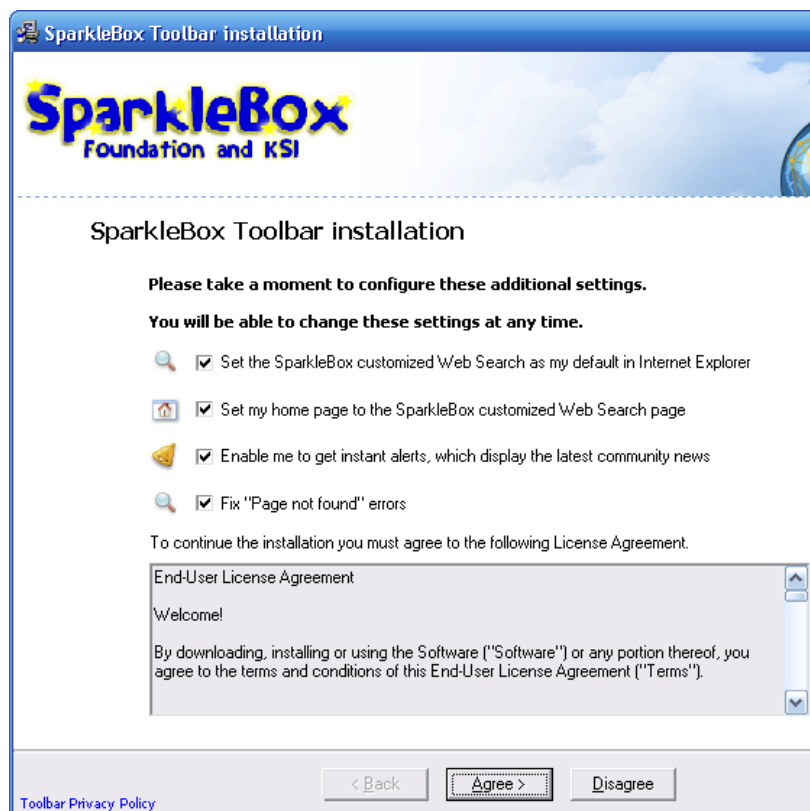 SparkleBox Toolbar installation
SparkleBox
Foundation and KSI
SparkleBox Toolbar installation
Please take a moment to configure these additional settings.
You will be able to change these settings at any time.
Set the SparkleBox customized Web Search as my default in Internet Explorer
Set my home page to the SparkleBox customized Web Search page
Enable me to get instant alerts, which display the latest community news
Fix "Page not found" errors
To continue the installation you must agree to the following License Agreement.
End-User License Agreement
Welcome!
By downloading, installing or using the Software ("Software") or any portion thereof, you
agree to the terms and conditions of this End-User License Agreement ("Terms").
< Back
Agree >
Disagree
Toolbar Privacy Policy